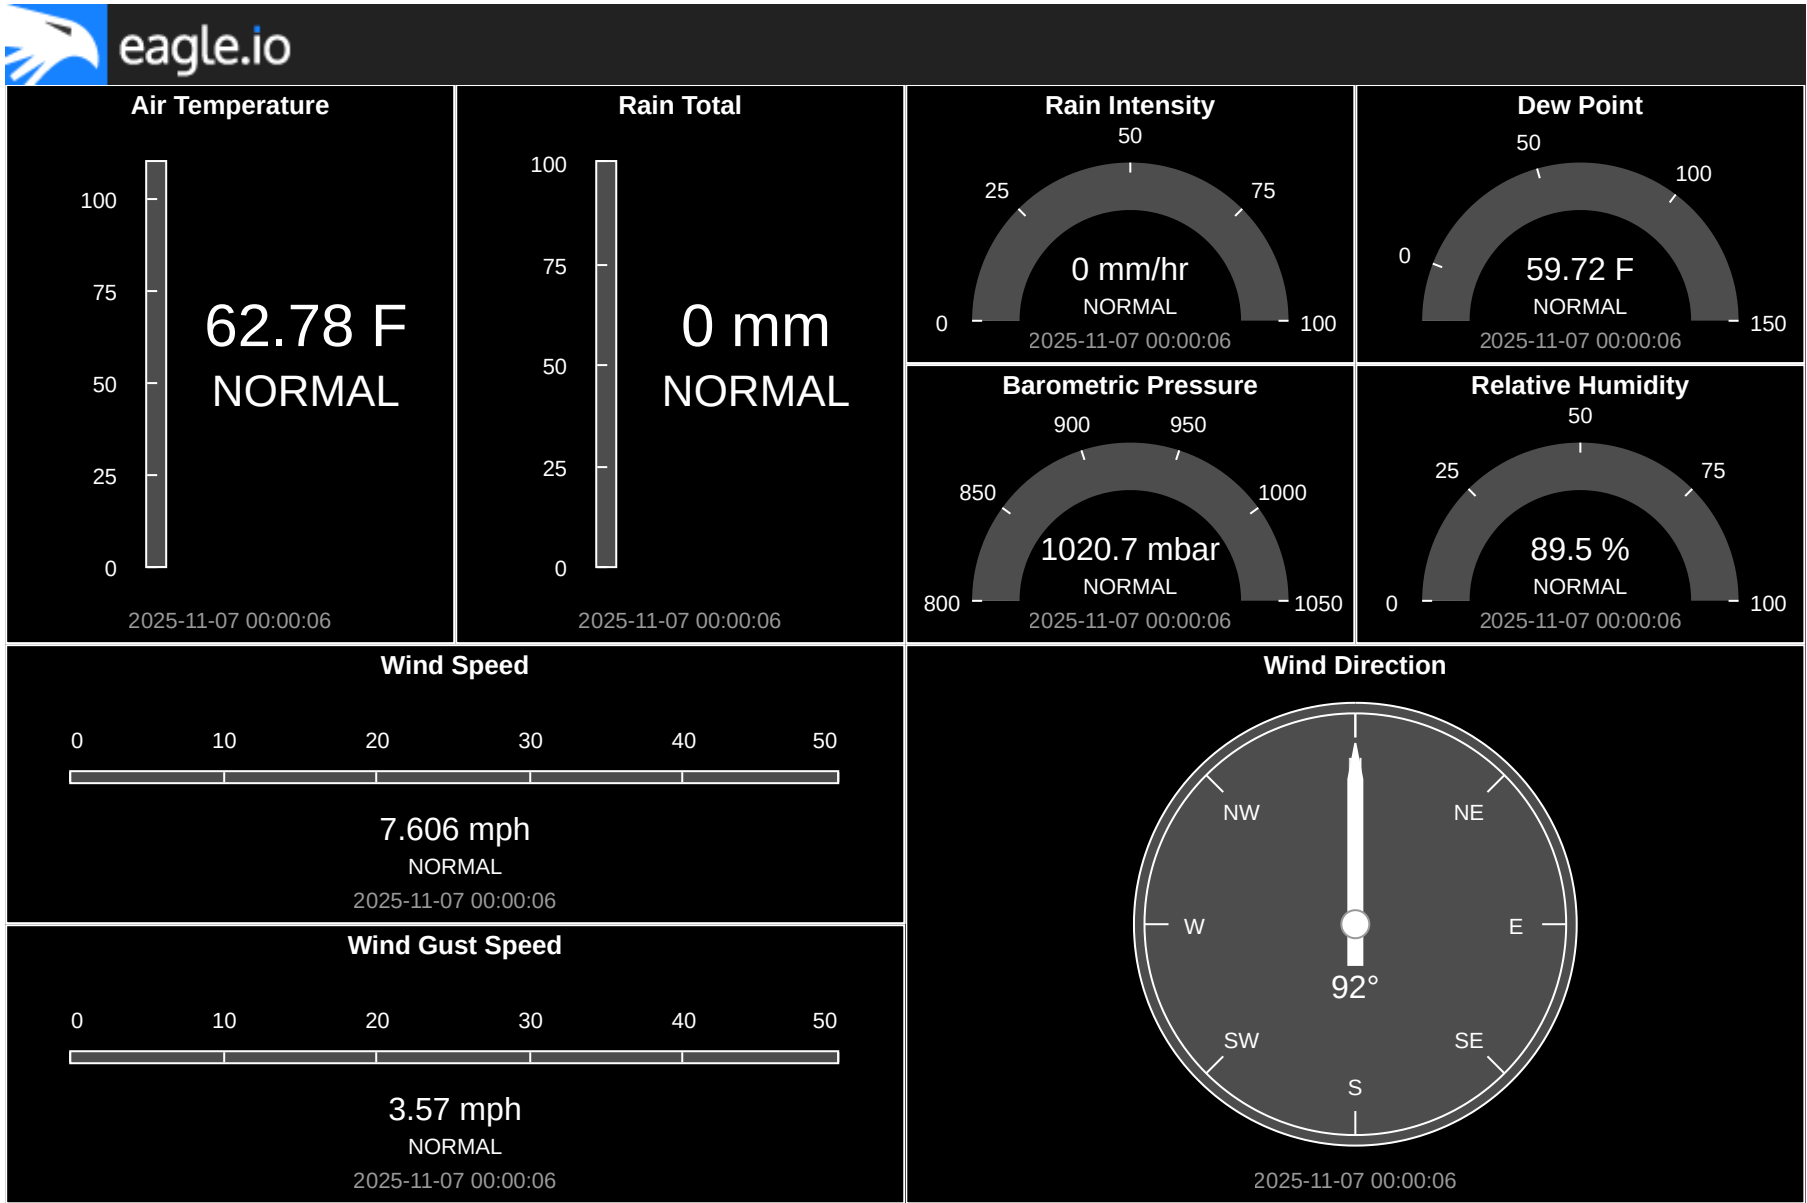 eagle.io
Air Temperature
100
75
50
25
0
62.78 F
NORMAL
2025-11-07 00:00:06
Rain Total
100
75
50
25
0
0 mm
NORMAL
2025-11-07 00:00:06
Rain Intensity
0
25
50
75
100
0 mm/hr
NORMAL
2025-11-07 00:00:06
Dew Point
0
50
100
150
59.72 F
NORMAL
2025-11-07 00:00:06
Barometric Pressure
800
850
900
950
1000
1050
1020.7 mbar
NORMAL
2025-11-07 00:00:06
Relative Humidity
0
25
50
75
100
89.5 %
NORMAL
2025-11-07 00:00:06
Wind Speed
0 10 20 30 40 50
7.606 mph
NORMAL
2025-11-07 00:00:06
Wind Gust Speed
0 10 20 30 40 50
3.57 mph
NORMAL
2025-11-07 00:00:06
Wind Direction
NW NE
W E
92°
SW SE
S
2025-11-07 00:00:06